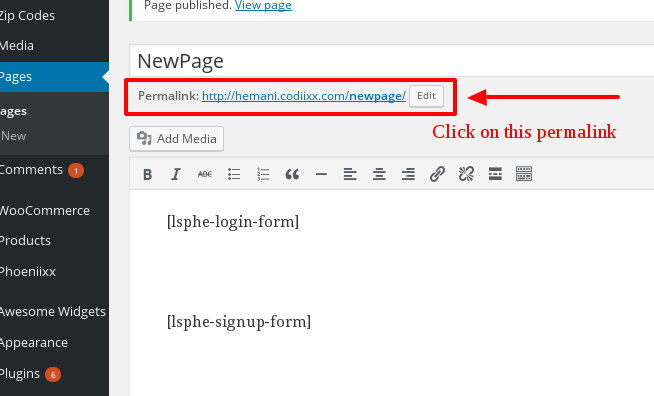 Page published. View page
Zip Codes
Media
Pages
ages
New
Comments 1
WooCommerce
Products
Phoeniixx
Awesome Widgets
Appearance
Plugins 6
NewPage
Permalink: http://hemani.codiixx.com/newpage/ Edit
Click on this permalink
Add Media
B I ABC
[lsphe-login-form]
[lsphe-signup-form]